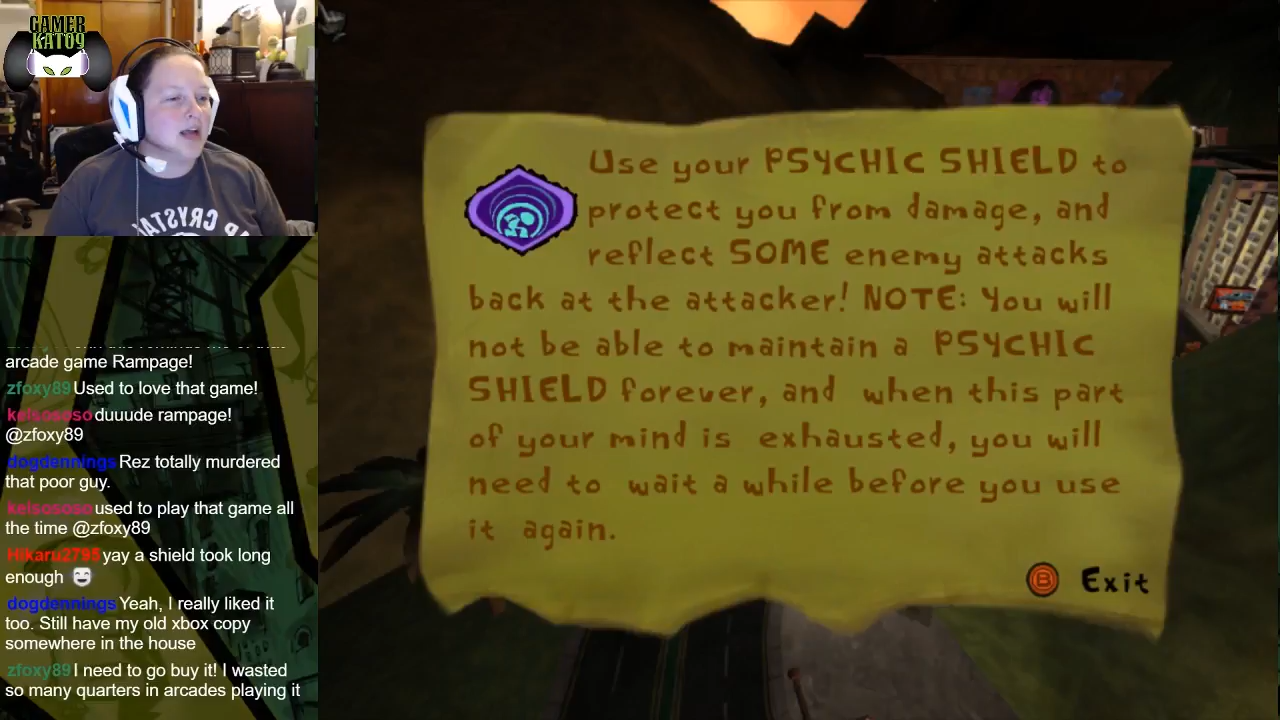 GAMER
KAT09
CRYSTA
arcade game Rampage!
zfoxy89 Used to love that game!
kelsososo duuude rampage!
@zfoxy89
dogdennings Rez totally murdered
that poor guy.
kelsososo used to play that game all
the time @zfoxy89
Hikaru2795 yay a shield took long
enough
dogdennings Yeah, I really liked it
too. Still have my old xbox copy
somewhere in the house
zfoxy89 I need to go buy it! I wasted
so many quarters in arcades playing it
Use your PSYCHIC SHIELD to
protect you from damage, and
reflect SOME enemy attacks
back at the attacker! NOTE: You will
not be able to maintain a PSYCHIC
SHIELD forever, and when this part
of your mind is exhausted, you will
need to wait a while before you use
it again.
B Exit